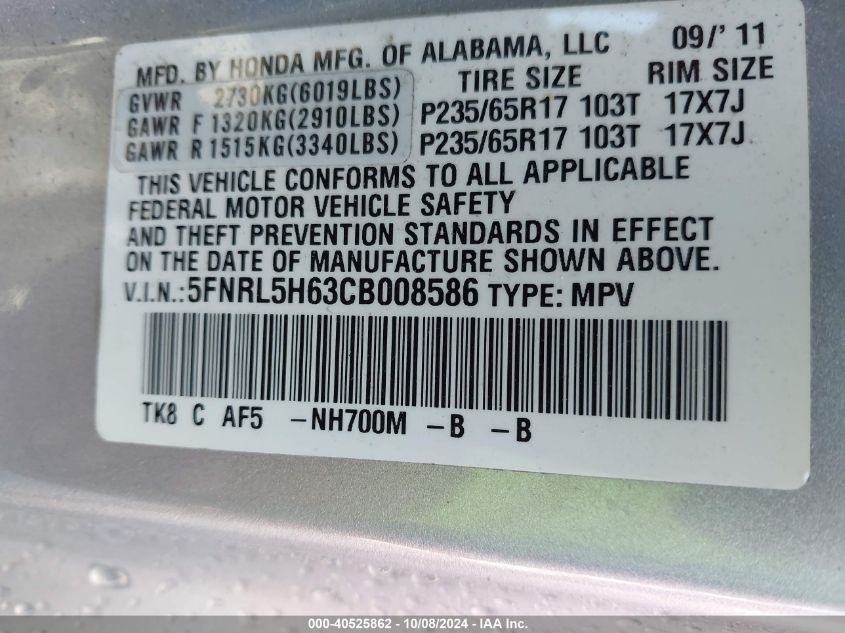 MFD. BY HONDA MFG. OF ALABAMA, LLC 09/' 11
GVWR 2730KG(6019LBS) TIRE SIZE RIM SIZE
GAWR F 1320KG(2910LBS) P235/65R17 103T 17X7J
GAWR R 1515KG(3340LBS) P235/65R17 103T 17X7J
THIS VEHICLE CONFORMS TO ALL APPLICABLE
FEDERAL MOTOR VEHICLE SAFETY
AND THEFT PREVENTION STANDARDS IN EFFECT
ON THE DATE OF MANUFACTURE SHOWN ABOVE.
V.I.N.:5FNRL5H63CB008586 TYPE: MPV
TK8 C AF5 -NH700M -B -B
000-40525862 - 10/08/2024 - IAA Inc.